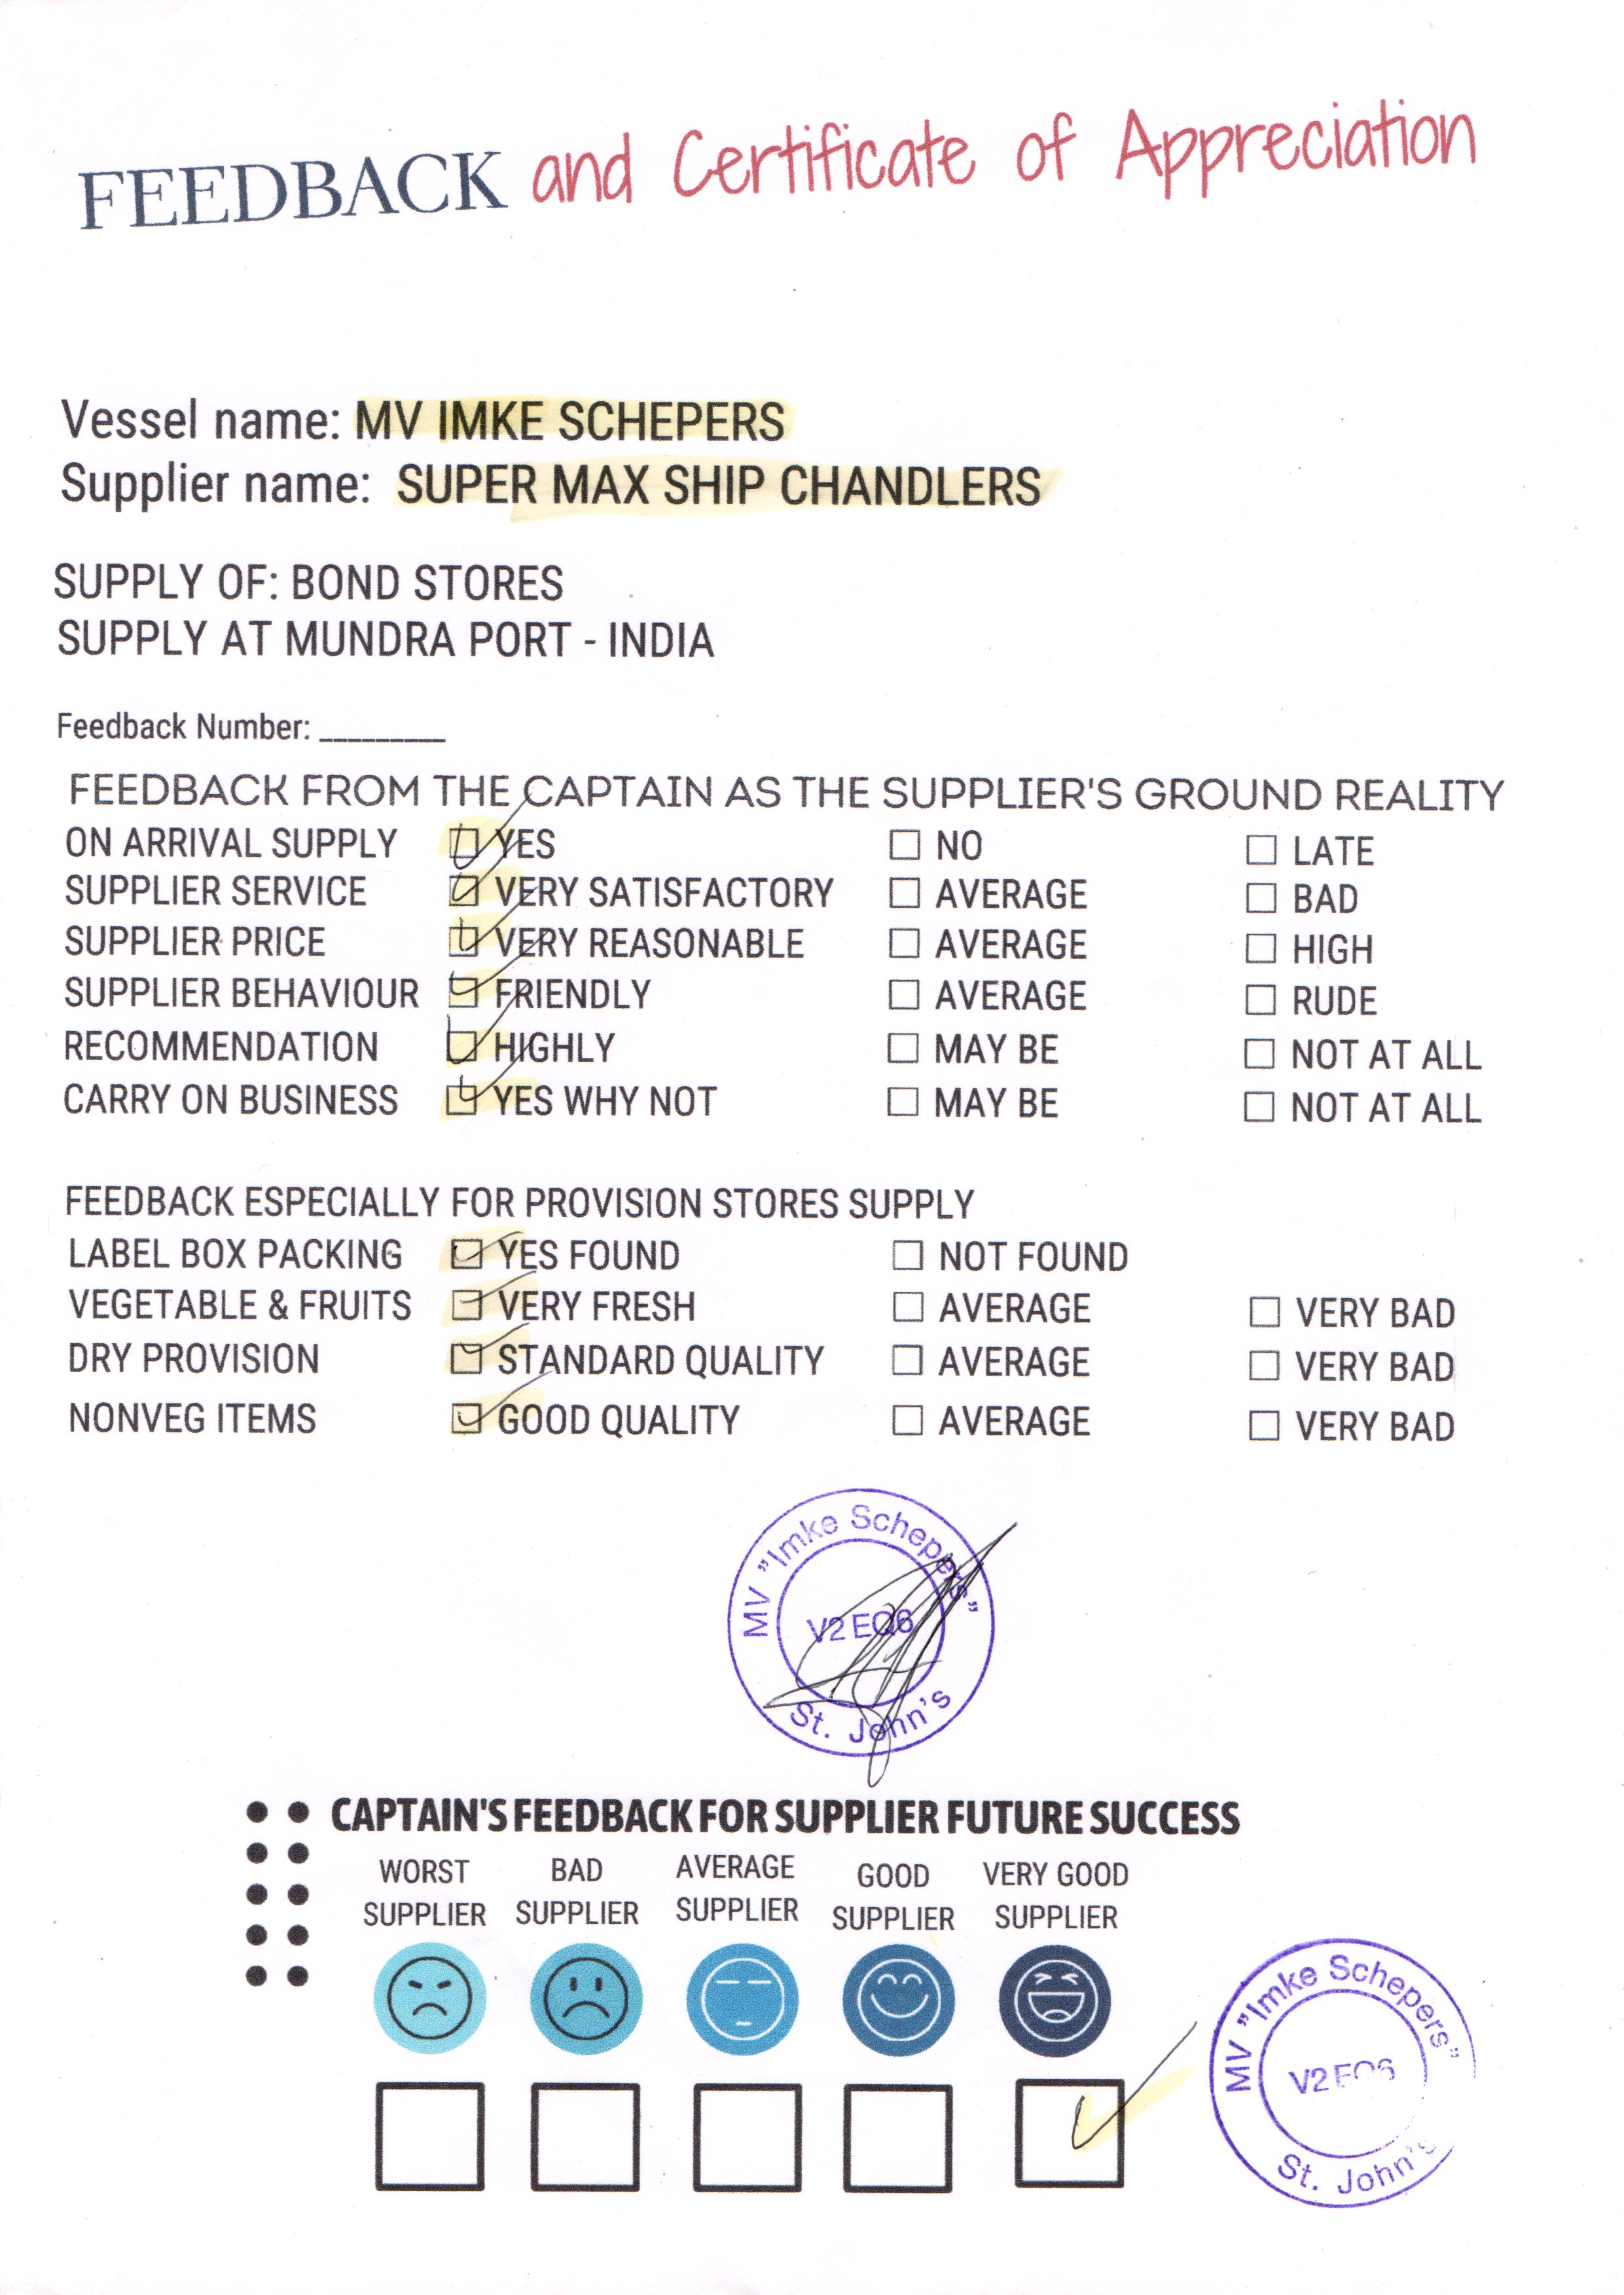 FEEDBACK and Certificate of Appreciation
Vessel name: MV IMKE SCHEPERS
Supplier name: SUPER MAX SHIP CHANDLERS
SUPPLY OF: BOND STORES
SUPPLY AT MUNDRA PORT - INDIA
Feedback Number: ________
FEEDBACK FROM THE CAPTAIN AS THE SUPPLIER'S GROUND REALITY
ON ARRIVAL SUPPLY ☑ YES ☐ NO ☐ LATE
SUPPLIER SERVICE ☑ VERY SATISFACTORY ☐ AVERAGE ☐ BAD
SUPPLIER PRICE ☑ VERY REASONABLE ☐ AVERAGE ☐ HIGH
SUPPLIER BEHAVIOUR ☑ FRIENDLY ☐ AVERAGE ☐ RUDE
RECOMMENDATION ☑ HIGHLY ☐ MAY BE ☐ NOT AT ALL
CARRY ON BUSINESS ☑ YES WHY NOT ☐ MAY BE ☐ NOT AT ALL
FEEDBACK ESPECIALLY FOR PROVISION STORES SUPPLY
LABEL BOX PACKING ☑ YES FOUND ☐ NOT FOUND
VEGETABLE & FRUITS ☑ VERY FRESH ☐ AVERAGE ☐ VERY BAD
DRY PROVISION ☑ STANDARD QUALITY ☐ AVERAGE ☐ VERY BAD
NONVEG ITEMS ☑ GOOD QUALITY ☐ AVERAGE ☐ VERY BAD
MV "Imke Schepers"
V2EQ6
St. John's
CAPTAIN'S FEEDBACK FOR SUPPLIER FUTURE SUCCESS
WORST SUPPLIER
BAD SUPPLIER
AVERAGE SUPPLIER
GOOD SUPPLIER
VERY GOOD SUPPLIER
MV "Imke Schepers"
V2EQ6
St. John's